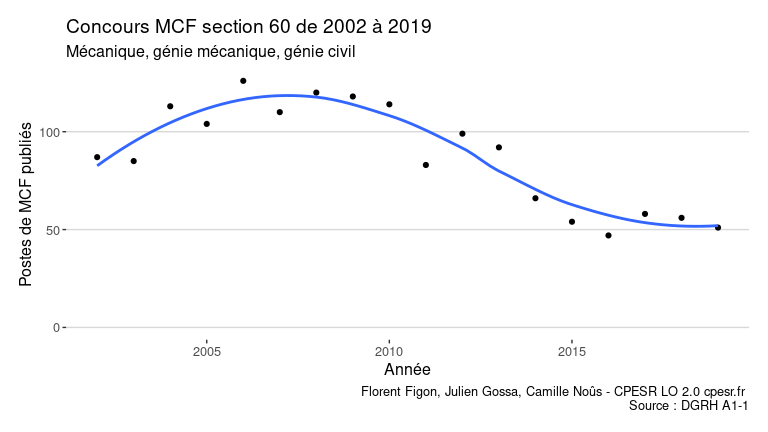 Concours MCF section 60 de 2002 à 2019
Mécanique, génie mécanique, génie civil
Postes de MCF publiés
100
50
0
2005
2010
2015
Année
Florent Figon, Julien Gossa, Camille Noûs - CPESR LO 2.0 cpesr.fr
Source : DGRH A1-1